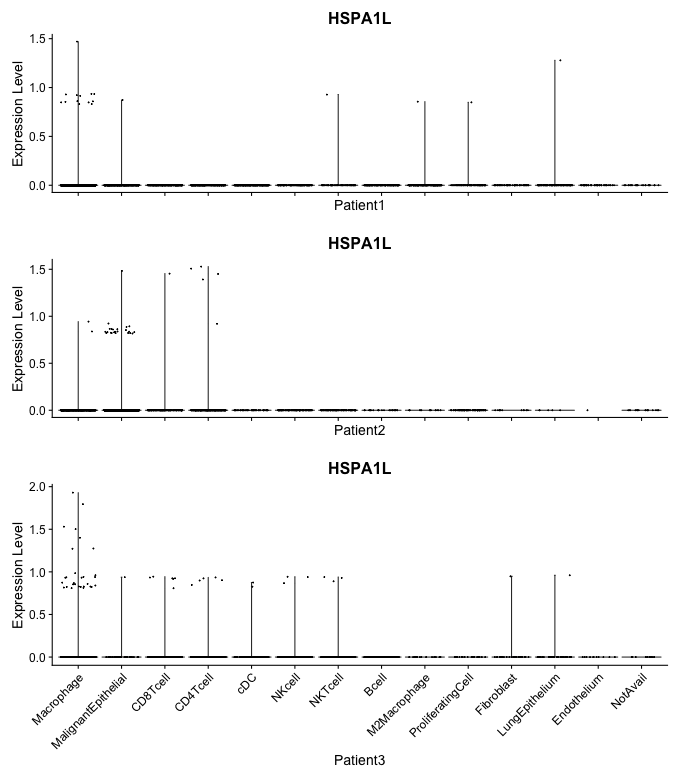 HSPA1L
Expression Level
1.5
1.0
0.5
0.0
Patient1
HSPA1L
Expression Level
1.5
1.0
0.5
0.0
Patient2
HSPA1L
Expression Level
2.0
1.5
1.0
0.5
0.0
Macrophage
MalignantEpithelial
CD8Tcell
CD4Tcell
cDC
NKcell
NKTcell
Bcell
M2Macrophage
ProliferatingCell
Fibroblast
LungEpithelium
Endothelium
NotAvail
Patient3